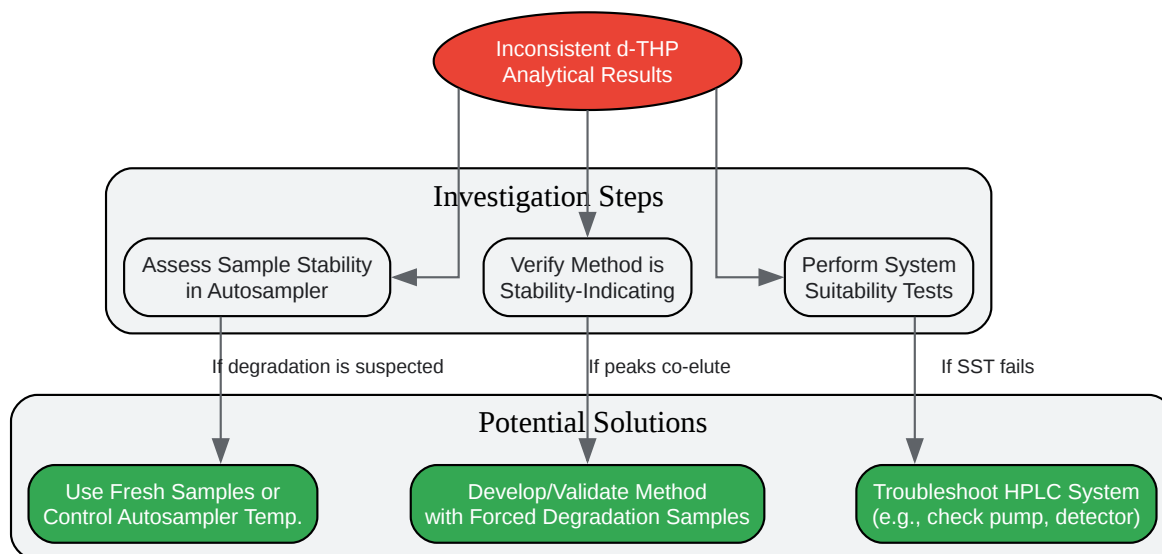 Inconsistent d-THP
Analytical Results
Investigation Steps
Assess Sample Stability
in Autosampler
Verify Method is
Stability-Indicating
Perform System
Suitability Tests
If degradation is suspected
If peaks co-elute
If SST fails
Potential Solutions
Use Fresh Samples or
Control Autosampler Temp.
Develop/Validate Method
with Forced Degradation Samples
Troubleshoot HPLC System
(e.g., check pump, detector)